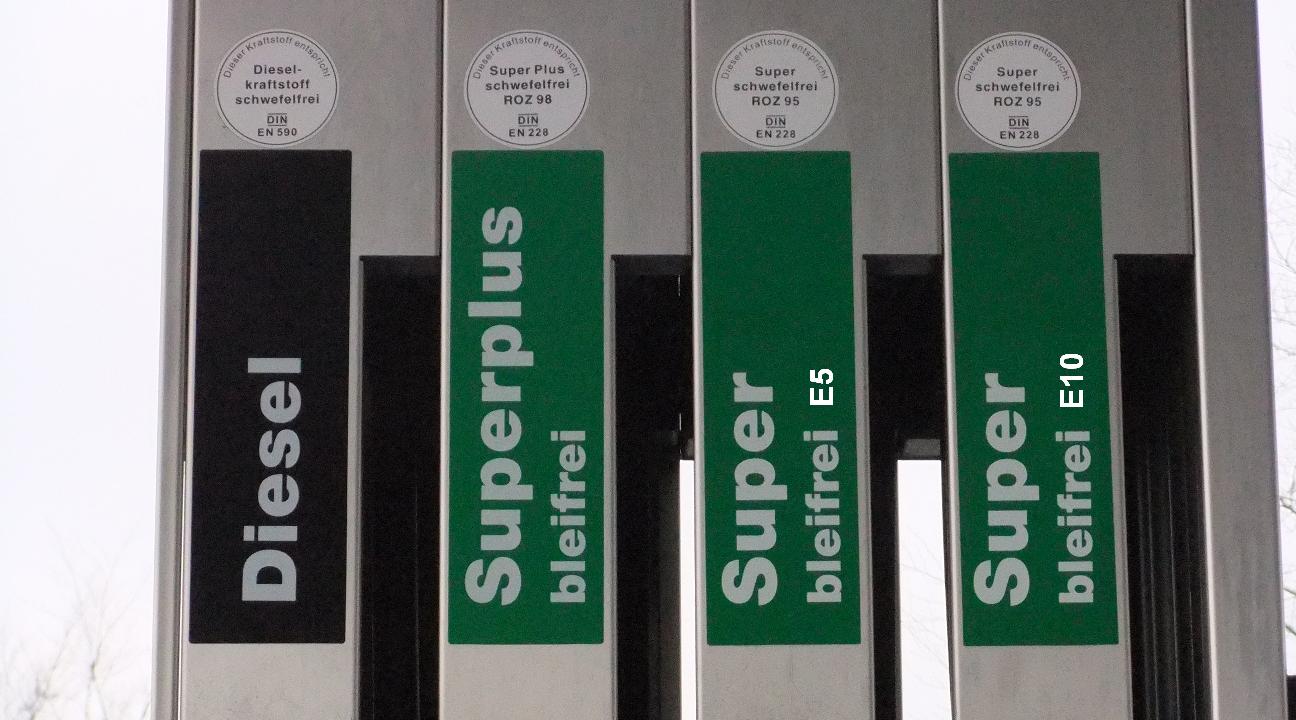 Dieser Kraftstoff entspricht
Diesel-
kraftstoff
schwefelfrei
DIN
EN 590
Diesel
Dieser Kraftstoff entspricht
Super Plus
schwefelfrei
ROZ 98
DIN
EN 228
Superplus
bleifrei
Dieser Kraftstoff entspricht
Super
schwefelfrei
ROZ 95
DIN
EN 228
Super
bleifrei E5
Dieser Kraftstoff entspricht
Super
schwefelfrei
ROZ 95
DIN
EN 228
Super
bleifrei E10